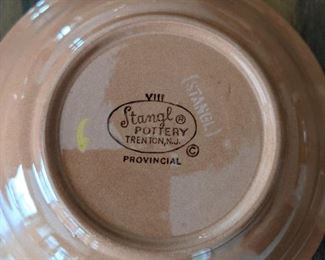 VIII
Stangl®
POTTERY
TRENTON, N.J.
©
PROVINCIAL
STANGL